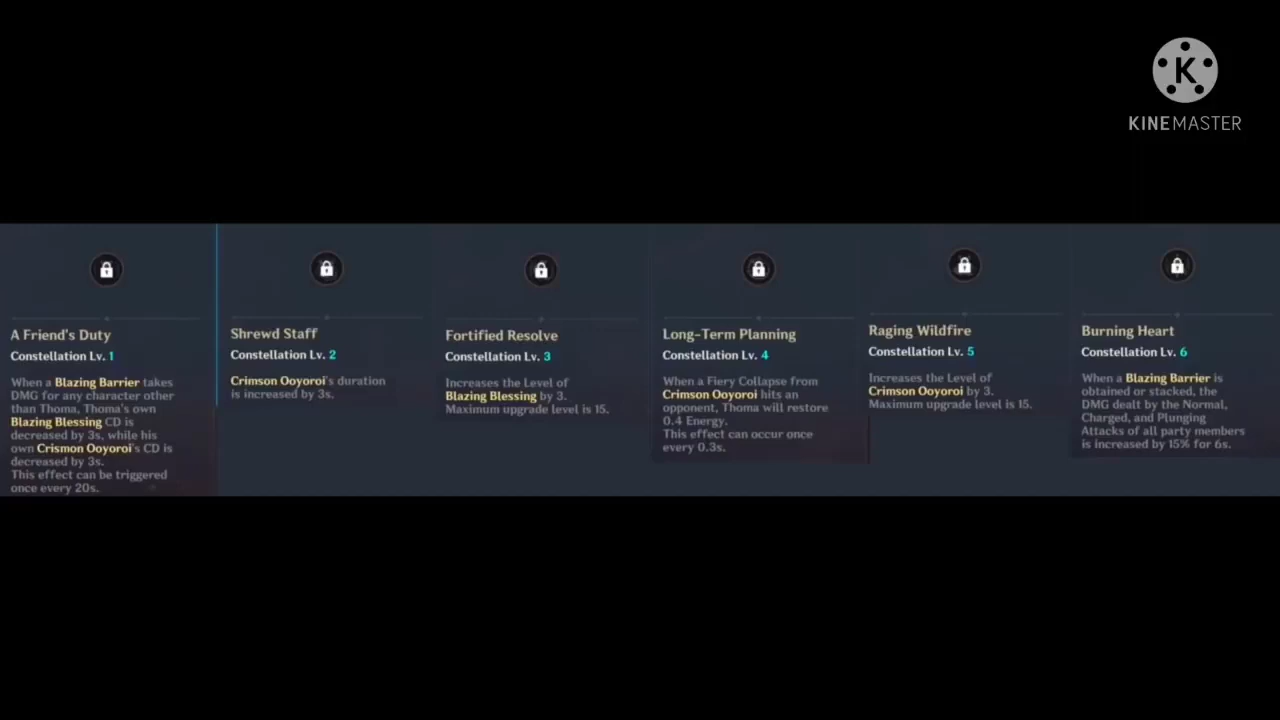 K
KINEMASTER
A Friend's Duty
Constellation Lv. 1
When a Blazing Barrier takes
DMG for any character other
than Thoma, Thoma's own
Blazing Blessing CD is
decreased by 3s, while his
own Crismon Ooyoroi's CD is
decreased by 3s.
This effect can be triggered
once every 20s.
Shrewd Staff
Constellation Lv. 2
Crimson Ooyoroi's duration
is increased by 3s.
Fortified Resolve
Constellation Lv. 3
Increases the Level of
Blazing Blessing by 3.
Maximum upgrade level is 15.
Long-Term Planning
Constellation Lv. 4
When a Fiery Collapse from
Crimson Ooyoroi hits an
opponent, Thoma will restore
0.4 Energy.
This effect can occur once
every 0.3s.
Raging Wildfire
Constellation Lv. 5
Increases the Level of
Crimson Ooyoroi by 3.
Maximum upgrade level is 15.
Burning Heart
Constellation Lv. 6
When a Blazing Barrier is
obtained or stacked, the
DMG dealt by the Normal,
Charged, and Plunging
Attacks of all party members
is increased by 15% for 6s.